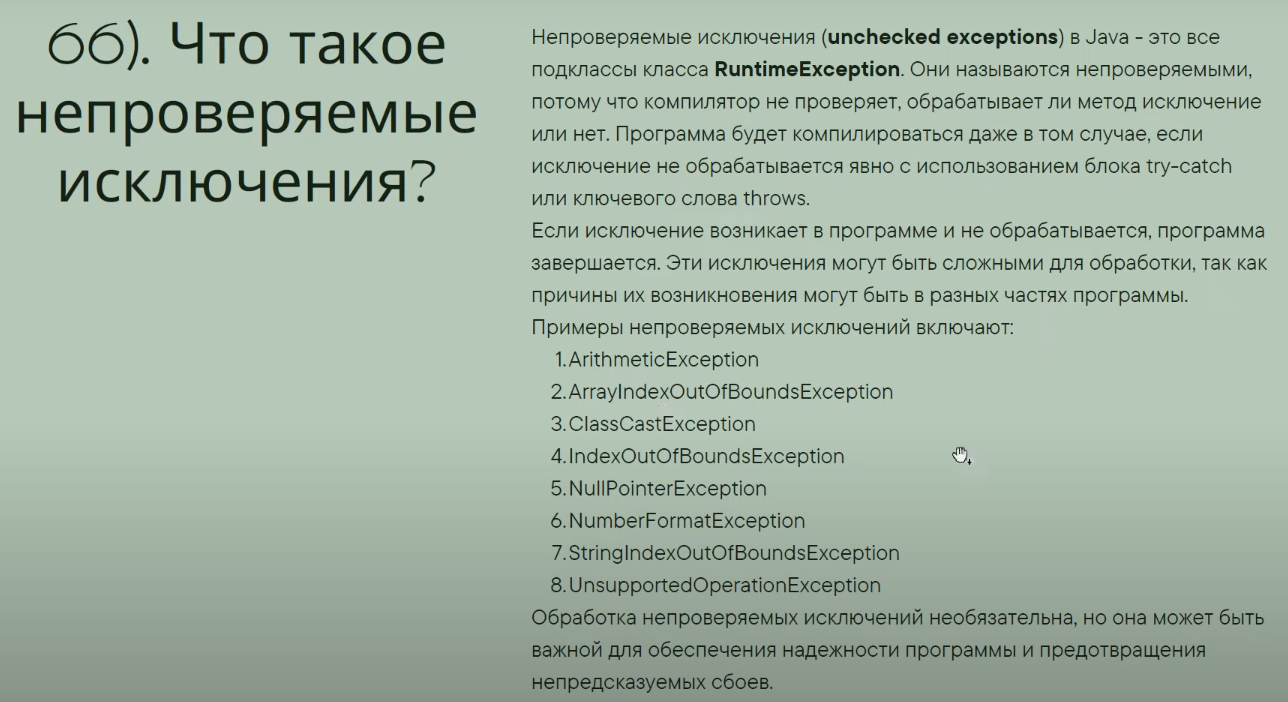 66). Что такое
непроверяемые
исключения?
Непроверяемые исключения (unchecked exceptions) в Java - это все
подклассы класса RuntimeException. Они называются непроверяемыми,
потому что компилятор не проверяет, обрабатывает ли метод исключение
или нет. Программа будет компилироваться даже в том случае, если
исключение не обрабатывается явно с использованием блока try-catch
или ключевого слова throws.
Если исключение возникает в программе и не обрабатывается, программа
завершается. Эти исключения могут быть сложными для обработки, так как
причины их возникновения могут быть в разных частях программы.
Примеры непроверяемых исключений включают:
1. ArithmeticException
2. ArrayIndexOutOfBoundsException
3. ClassCastException
4. IndexOutOfBoundsException
5. NullPointerException
6. NumberFormatException
7. StringIndexOutOfBoundsException
8. UnsupportedOperationException
Обработка непроверяемых исключений необязательна, но она может быть
важной для обеспечения надежности программы и предотвращения
непредсказуемых сбоев.